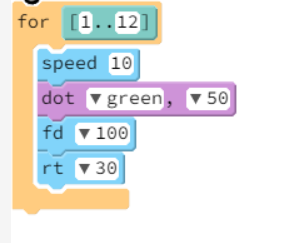 for [1..12]
speed 10
dot ▼green, ▼50
fd ▼100
rt ▼30